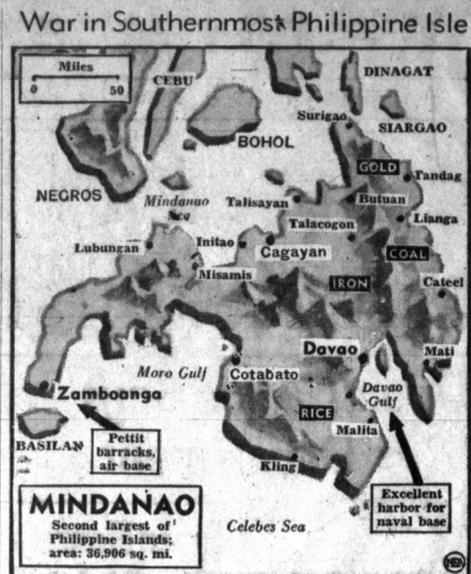 War in Southernmost Philippine Isle
Miles
0 50
CEBU
DINAGAT
Surigao
SIARGAO
BOHOL
GOLD
Tandag
NEGROS
Mindanao
Sea
Talisayan
Butuan
Lianga
Talacogon
Lubungan
Initao
Cagayan
COAL
Misamis
IRON
Cateel
Davao
Mati
Moro Gulf
Cotabato
Zamboanga
Davao
Gulf
RICE
Malita
BASILAN
Pettit
barracks,
air base
Kling
Excellent
harbor for
naval base
MINDANAO
Second largest of
Philippine Islands;
area: 36,906 sq. mi.
Celebes Sea
NEA